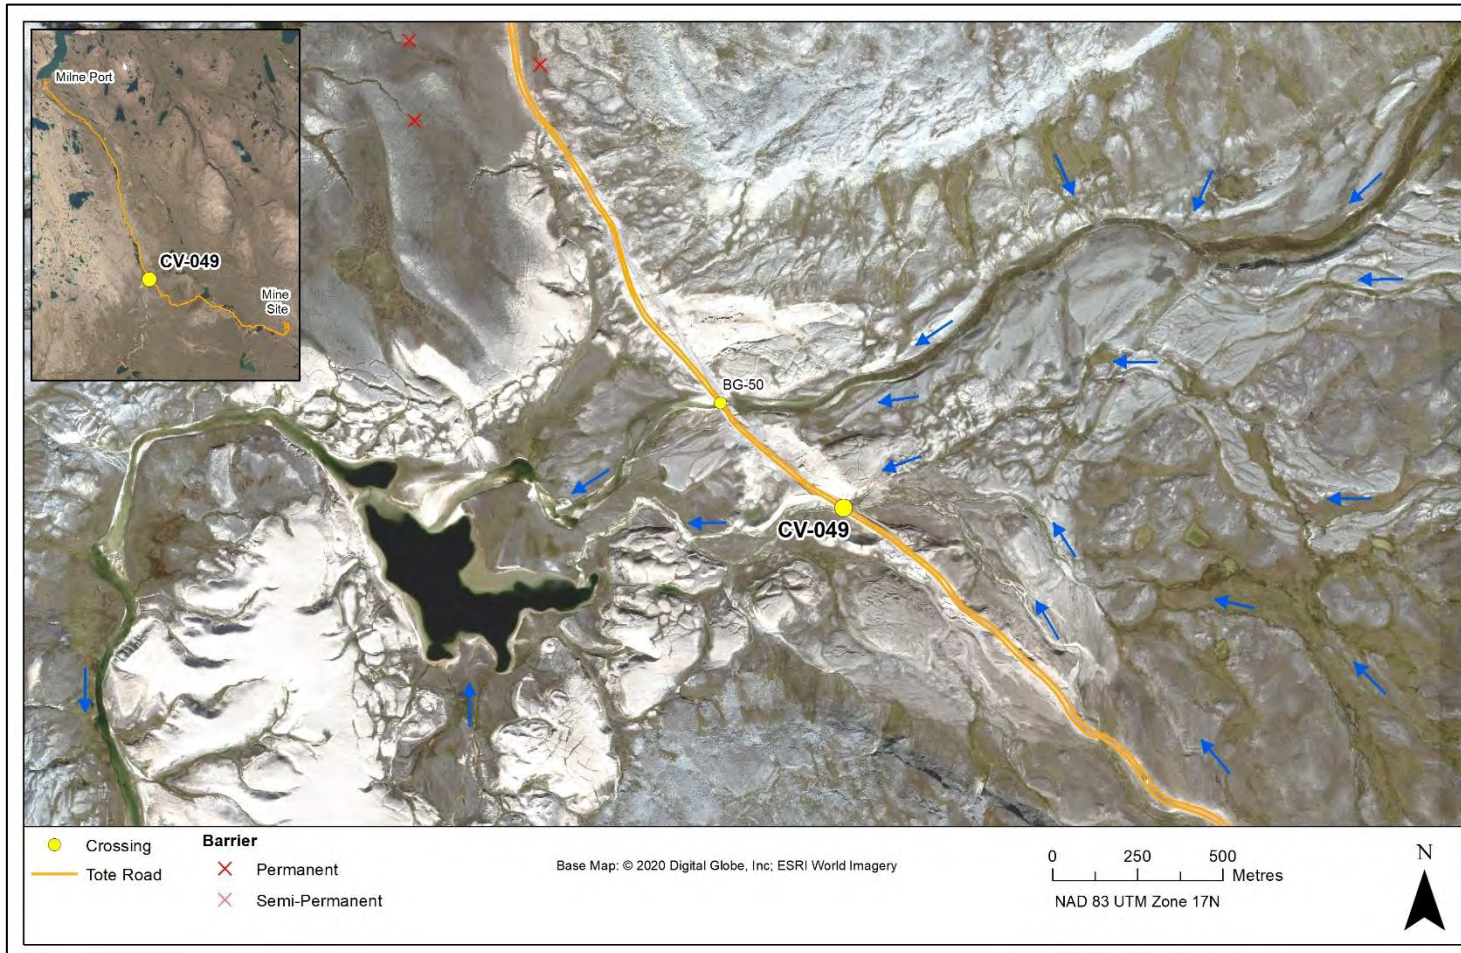 Milne Port
CV-049
Mine
Site
BG-50
CV-049
Crossing
Tote Road
Barrier
Permanent
Semi-Permanent
Base Map: © 2020 Digital Globe, Inc; ESRI World Imagery
0 250 500
Metres
NAD 83 UTM Zone 17N
N